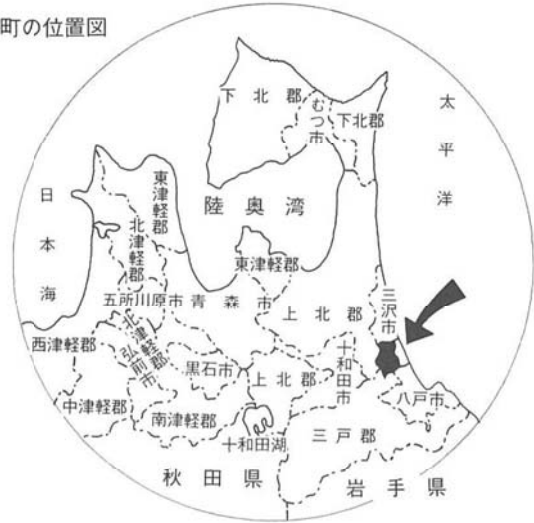 町の位置図
下北郡
むつ市
下北郡
太平洋
日本海
東津軽郡
北津軽郡
陸奥湾
東津軽郡
五所川原市
青森市
上北郡
三沢市
西津軽郡
北津軽郡
弘前市
黒石市
上北郡
十和田市
八戸市
中津軽郡
南津軽郡
十和田湖
三戸郡
秋田県
岩手県